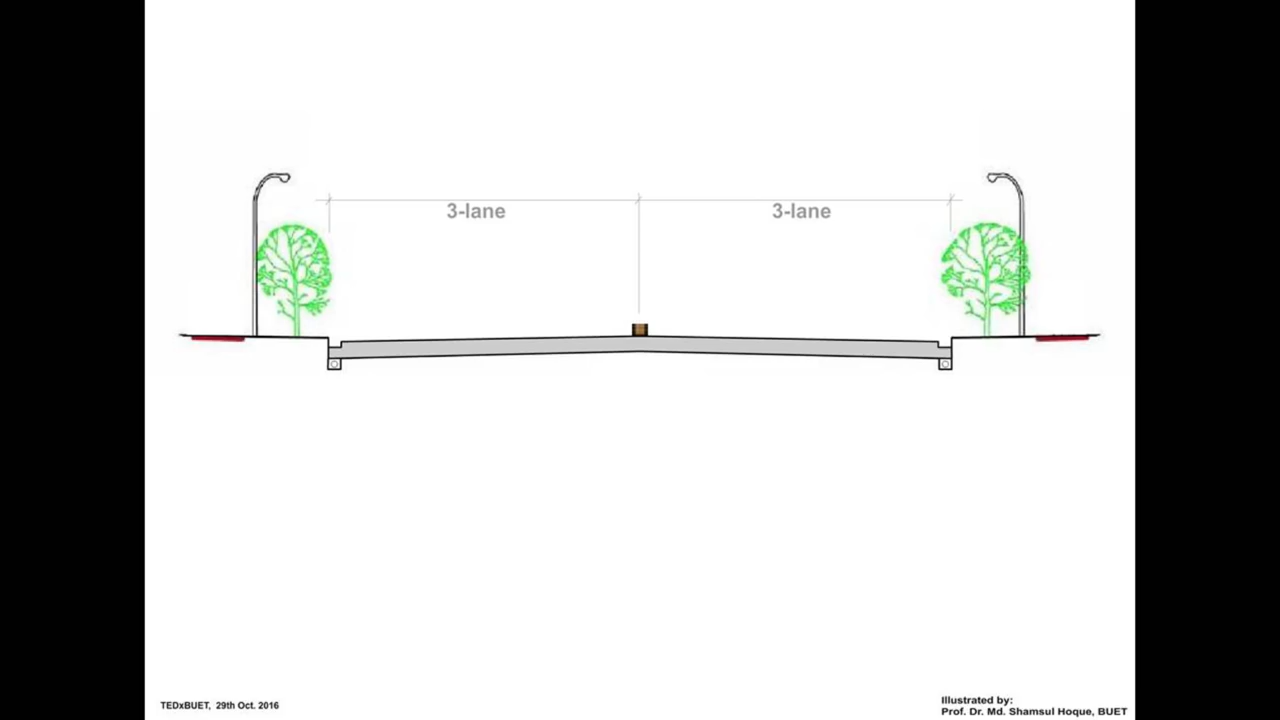 3-lane
3-lane
TEDxBUET, 29th Oct. 2016
Illustrated by:
Prof. Dr. Md. Shamsul Hoque, BUET